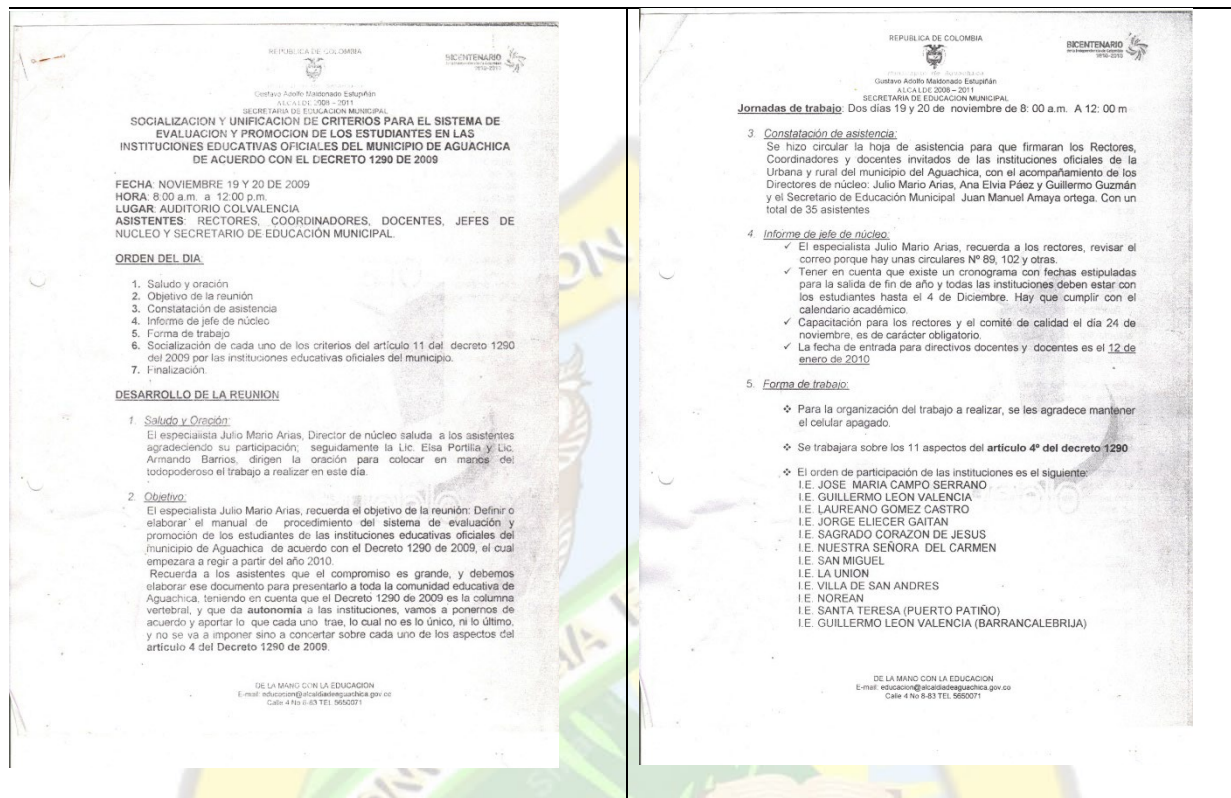 REPUBLICA DE COLOMBIA
BICENTENARIO
Gustavo Adolfo Maldonado Estupiñán
ALCALDE 2008 – 2011
SECRETARIA DE EDUCACION MUNICIPAL
SOCIALIZACION Y UNIFICACION DE CRITERIOS PARA EL SISTEMA DE
EVALUACION Y PROMOCION DE LOS ESTUDIANTES EN LAS
INSTITUCIONES EDUCATIVAS OFICIALES DEL MUNICIPIO DE AGUACHICA
DE ACUERDO CON EL DECRETO 1290 DE 2009
FECHA: NOVIEMBRE 19 Y 20 DE 2009
HORA: 8:00 a.m. a 12:00 p.m.
LUGAR: AUDITORIO COLVALENCIA
ASISTENTES: RECTORES, COORDINADORES, DOCENTES, JEFES DE
NUCLEO Y SECRETARIO DE EDUCACIÓN MUNICIPAL.
ORDEN DEL DIA:
1. Saludo y oración
2. Objetivo de la reunión
3. Constatación de asistencia
4. Informe de jefe de núcleo
5. Forma de trabajo
6. Socialización de cada uno de los criterios del artículo 11 del decreto 1290
del 2009 por las instituciones educativas oficiales del municipio.
7. Finalización.
DESARROLLO DE LA REUNION
1. Saludo y Oración:
El especialista Julio Mario Arias, Director de núcleo saluda a los asistentes
agradeciendo su participación; seguidamente la Lic. Elsa Portilla y Lic.
Armando Barrios, dirigen la oración para colocar en manos del
todopoderoso el trabajo a realizar en este día.
2. Objetivo:
El especialista Julio Mario Arias, recuerda el objetivo de la reunión: Definir o
elaborar el manual de procedimiento del sistema de evaluación y
promoción de los estudiantes de las instituciones educativas oficiales del
municipio de Aguachica de acuerdo con el Decreto 1290 de 2009, el cual
empezara a regir a partir del año 2010.
Recuerda a los asistentes que el compromiso es grande, y debemos
elaborar ese documento para presentarlo a toda la comunidad educativa de
Aguachica, teniendo en cuenta que el Decreto 1290 de 2009 es la columna
vertebral, y que da autonomía a las instituciones, vamos a ponernos de
acuerdo y aportar lo que cada uno trae, lo cual no es lo único, ni lo último,
y no se va a imponer sino a concertar sobre cada uno de los aspectos del
artículo 4 del Decreto 1290 de 2009.
DE LA MANO CON LA EDUCACION
E-mail: educacion@alcaldiadeaguachica.gov.co
Calle 4 No 6-83 TEL 5650071
REPUBLICA DE COLOMBIA
BICENTENARIO
1810-2010
Gustavo Adolfo Maldonado Estupiñán
ALCALDE 2008 – 2011
SECRETARIA DE EDUCACION MUNICIPAL
Jornadas de trabajo: Dos días 19 y 20 de noviembre de 8: 00 a.m. A 12: 00 m
3. Constatación de asistencia:
Se hizo circular la hoja de asistencia para que firmaran los Rectores,
Coordinadores y docentes invitados de las instituciones oficiales de la
Urbana y rural del municipio del Aguachica, con el acompañamiento de los
Directores de núcleo: Julio Mario Arias, Ana Elvia Páez y Guillermo Guzmán
y el Secretario de Educación Municipal Juan Manuel Amaya ortega. Con un
total de 35 asistentes
4. Informe de jefe de núcleo:
✓ El especialista Julio Mario Arias, recuerda a los rectores, revisar el
correo porque hay unas circulares Nº 89, 102 y otras.
✓ Tener en cuenta que existe un cronograma con fechas estipuladas
para la salida de fin de año y todas las instituciones deben estar con
los estudiantes hasta el 4 de Diciembre. Hay que cumplir con el
calendario académico.
✓ Capacitación para los rectores y el comité de calidad el día 24 de
noviembre, es de carácter obligatorio.
✓ La fecha de entrada para directivos docentes y docentes es el 12 de
enero de 2010
5. Forma de trabajo:
❖ Para la organización del trabajo a realizar, se les agradece mantener
el celular apagado.
❖ Se trabajara sobre los 11 aspectos del artículo 4º del decreto 1290
❖ El orden de participación de las instituciones es el siguiente:
I.E. JOSE MARIA CAMPO SERRANO
I.E. GUILLERMO LEON VALENCIA
I.E. LAUREANO GOMEZ CASTRO
I.E. JORGE ELIECER GAITAN
I.E. SAGRADO CORAZON DE JESUS
I.E. NUESTRA SEÑORA DEL CARMEN
I.E. SAN MIGUEL
I.E. LA UNION
I.E. VILLA DE SAN ANDRES
I.E. NOREAN
I.E. SANTA TERESA (PUERTO PATIÑO)
I.E. GUILLERMO LEON VALENCIA (BARRANCALEBRIJA)
DE LA MANO CON LA EDUCACION
E-mail: educacion@alcaldiadeaguachica.gov.co
Calle 4 No 6-83 TEL 5650071